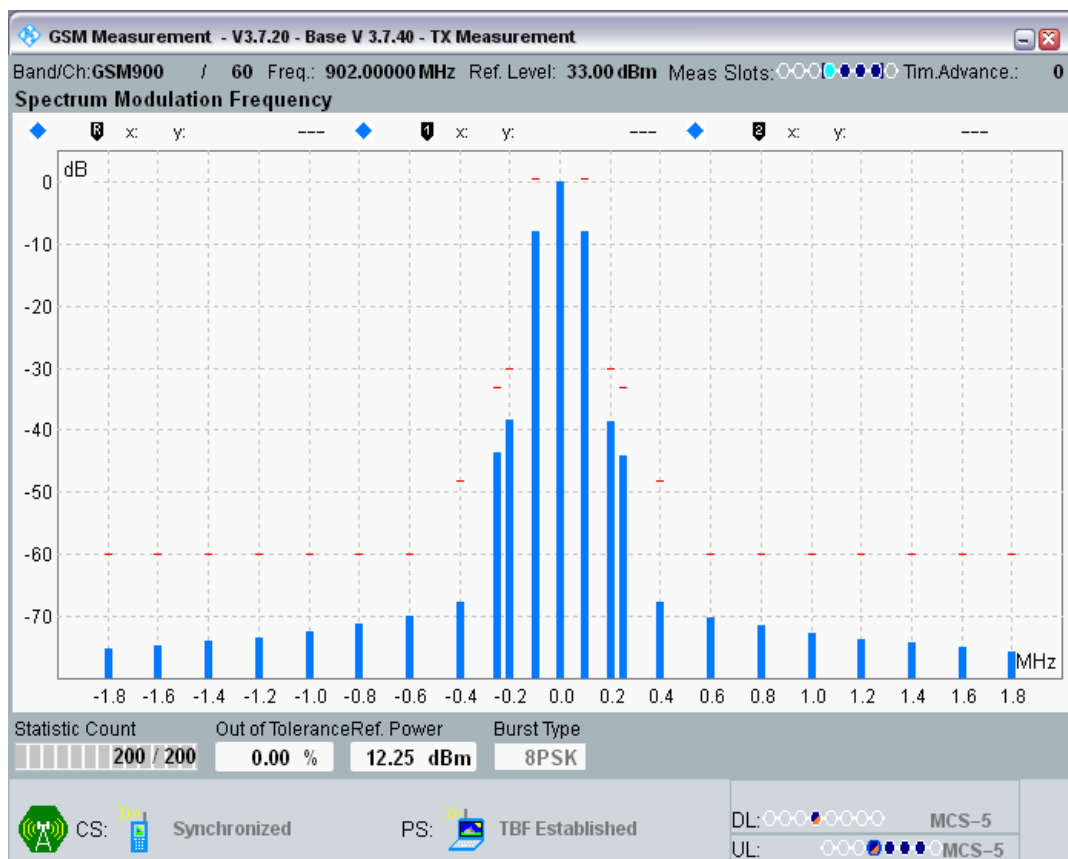 GSM Measurement - V3.7.20 - Base V 3.7.40 - TX Measurement
Band/Ch:GSM900 / 60 Freq.: 902.00000 MHz Ref. Level: 33.00 dBm Meas Slots: Tim.Advance.: 0
Spectrum Modulation Frequency
R x: y: --- 1 x: y: --- 2 x: y: ---
dB
0
-10
-20
-30
-40
-50
-60
-70
MHz
-1.8 -1.6 -1.4 -1.2 -1.0 -0.8 -0.6 -0.4 -0.2 0.0 0.2 0.4 0.6 0.8 1.0 1.2 1.4 1.6 1.8
Statistic Count Out of Tolerance Ref. Power Burst Type
200 / 200 0.00 % 12.25 dBm 8PSK
CS: Synchronized PS: TBF Established
DL: MCS-5
UL: MCS-5